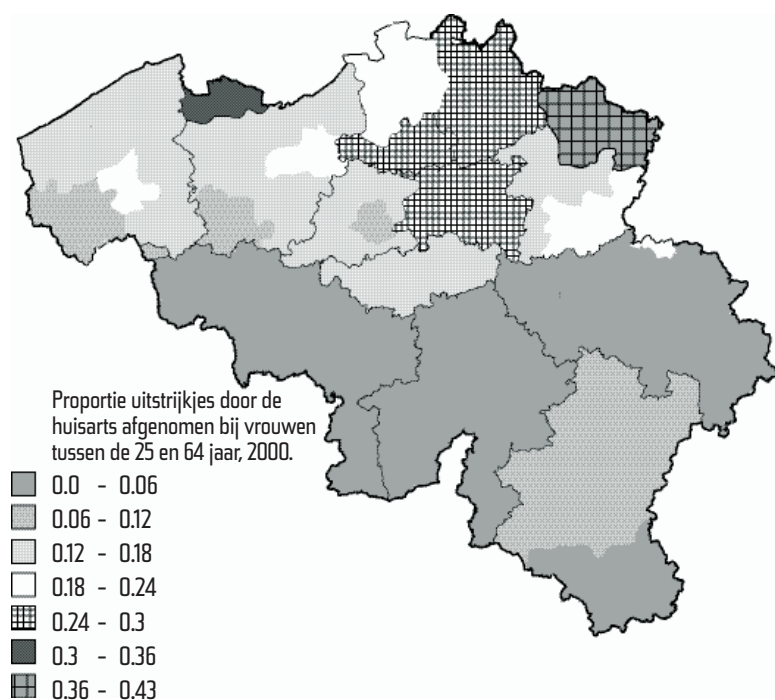 Proportie uitstrijkjes door de
huisarts afgenomen bij vrouwen
tussen de 25 en 64 jaar, 2000.
0.0 - 0.06
0.06 - 0.12
0.12 - 0.18
0.18 - 0.24
0.24 - 0.3
0.3 - 0.36
0.36 - 0.43